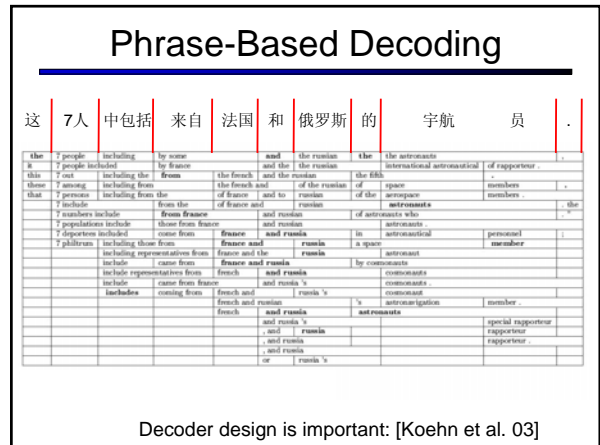 Phrase-Based Decoding
这 7人 中包括 来自 法国 和 俄罗斯 的 宇航 员 .
the 7 people including by some and the russian the the astronauts ,
it 7 people included by france and the the russian international astronautical of rapporteur .
this 7 out including the from the french and the russian the fifth .
these 7 among including from the french and of the russian of space members .
that 7 persons including from the of france and to russian of the aerospace members .
7 include from the of france and russian astronauts . the
7 numbers include from france and russian of astronauts who . "
7 populations include those from france and russian astronauts .
7 deportees included come from france and russia in astronautical personnel ;
7 philtrum including those from france and russia a space member
including representatives from france and the russia astronaut
include came from france and russia by cosmonauts
include representatives from french and russia cosmonauts
include came from france and russia 's cosmonauts .
includes coming from french and russia 's cosmonaut
french and russian 's astronavigation member .
french and russia astronauts
and russia 's special rapporteur
, and russia rapporteur
, and russia rapporteur .
, and russia
or russia 's
Decoder design is important: [Koehn et al. 03]